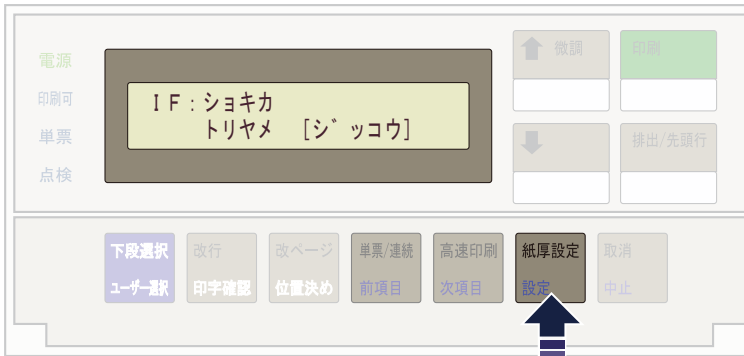 電源
印刷可
単票
点検
IF:ショキカ
トリヤメ [ジッコウ]
微調
印刷
排出/先頭行
下段選択
ユーザー選択
改行
印字確認
改ページ
位置決め
単票/連続
前項目
高速印刷
次項目
紙厚設定
設定
取消
中止